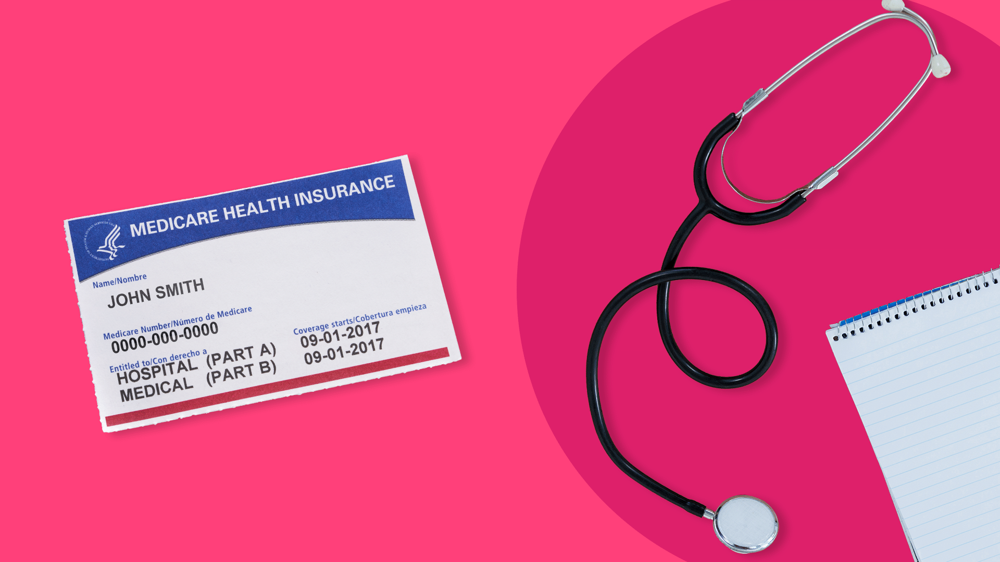 MEDICARE HEALTH INSURANCE
DEPARTMENT OF HEALTH & HUMAN SERVICES·USA
Name/Nombre
JOHN SMITH
Medicare Number/Número de Medicare
0000-000-0000
Entitled to/Con derecho a
HOSPITAL (PART A)
MEDICAL (PART B)
Coverage starts/Cobertura empieza
09-01-2017
09-01-2017